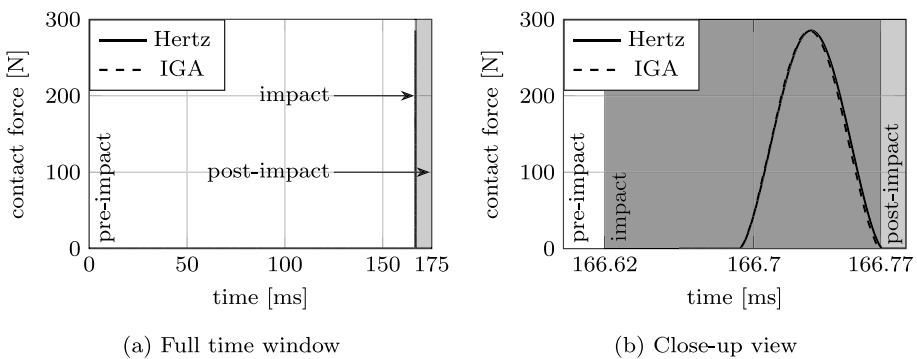 300
200
100
0
contact force [N]
Hertz
IGA
impact
post-impact
pre-impact
0
50
100
150
175
time [ms]
(a) Full time window
300
200
100
0
contact force [N]
Hertz
IGA
pre-impact
impact
post-impact
166.62
166.7
166.77
time [ms]
(b) Close-up view